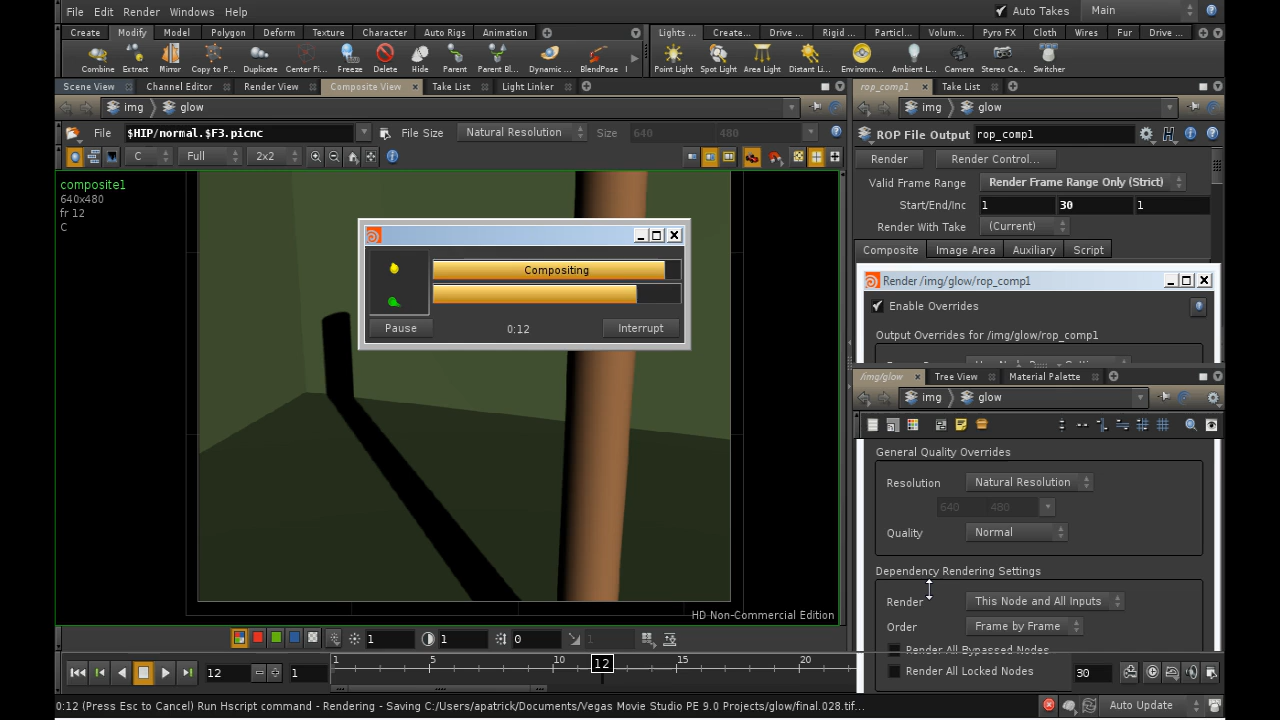 File Edit Render Windows Help
Auto Takes Main
Create Modify Model Polygon Deform Texture Character Auto Rigs Animation
Lights ... Create... Drive ... Rigid ... Particl... Volum... Pyro FX Cloth Wires Fur Drive ...
Combine Extract Mirror Copy to P... Duplicate Center Pi... Freeze Delete Hide Parent Parent Bl... Dynamic ... BlendPose
Point Light Spot Light Area Light Distant Li... Environm... Ambient L... Camera Stereo Ca... Switcher
Scene View Channel Editor Render View Composite View Take List Light Linker
img glow
File $HIP/normal.$F3.picnc File Size Natural Resolution Size 640 480
C Full 2x2
composite1
640x480
fr 12
C
Compositing
Pause 0:12 Interrupt
HD Non-Commercial Edition
1 1 0 1
12 1
1 5 10 12 15 20
30
0:12 (Press Esc to Cancel) Run Hscript command - Rendering - Saving C:/Users/apatrick/Documents/Vegas Movie Studio PE 9.0 Projects/glow/final.028.tif...
Auto Update
rop_comp1 Take List
img glow
ROP File Output rop_comp1
Render Render Control...
Valid Frame Range Render Frame Range Only (Strict)
Start/End/Inc 1 30 1
Render With Take (Current)
Composite Image Area Auxiliary Script
Render /img/glow/rop_comp1
Enable Overrides
Output Overrides for /img/glow/rop_comp1
/img/glow Tree View Material Palette
img glow
General Quality Overrides
Resolution Natural Resolution
640 480
Quality Normal
Dependency Rendering Settings
Render This Node and All Inputs
Order Frame by Frame
Render All Bypassed Nodes
Render All Locked Nodes